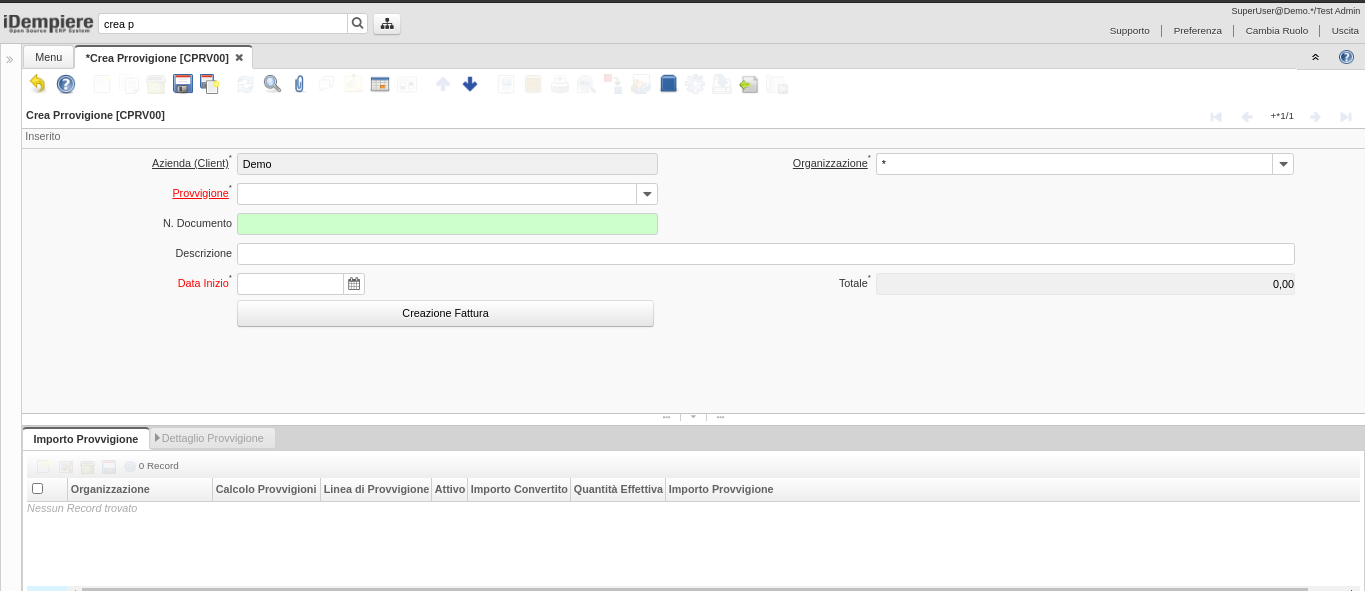 SuperUser@Demo.*/Test Admin
iDempiere
Open Source ERP System
crea p
Supporto
Preferenza
Cambia Ruolo
Uscita
Menu
*Crea Prrovigione [CPRV00]
Crea Prrovigione [CPRV00]
+*1/1
Inserito
Azienda (Client)* Demo
Organizzazione* *
Provvigione*
N. Documento
Descrizione
Data Inizio*
Totale* 0,00
Creazione Fattura
Importo Provvigione
Dettaglio Provvigione
0 Record
Organizzazione Calcolo Provvigioni Linea di Provvigione Attivo Importo Convertito Quantità Effettiva Importo Provvigione
Nessun Record trovato